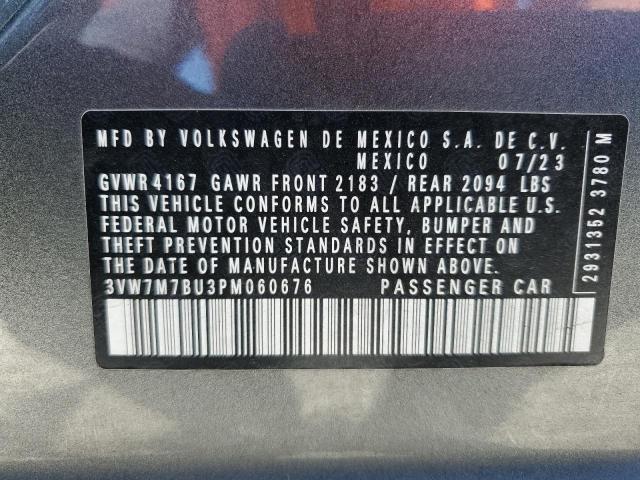 MFD BY VOLKSWAGEN DE MEXICO S.A. DE C.V.
MEXICO 07/23
GVWR 4167 GAWR FRONT 2183 / REAR 2094 LBS
THIS VEHICLE CONFORMS TO ALL APPLICABLE U.S.
FEDERAL MOTOR VEHICLE SAFETY, BUMPER AND
THEFT PREVENTION STANDARDS IN EFFECT ON
THE DATE OF MANUFACTURE SHOWN ABOVE.
3VW7M7BU3PM060676 PASSENGER CAR
2931352 3780 M